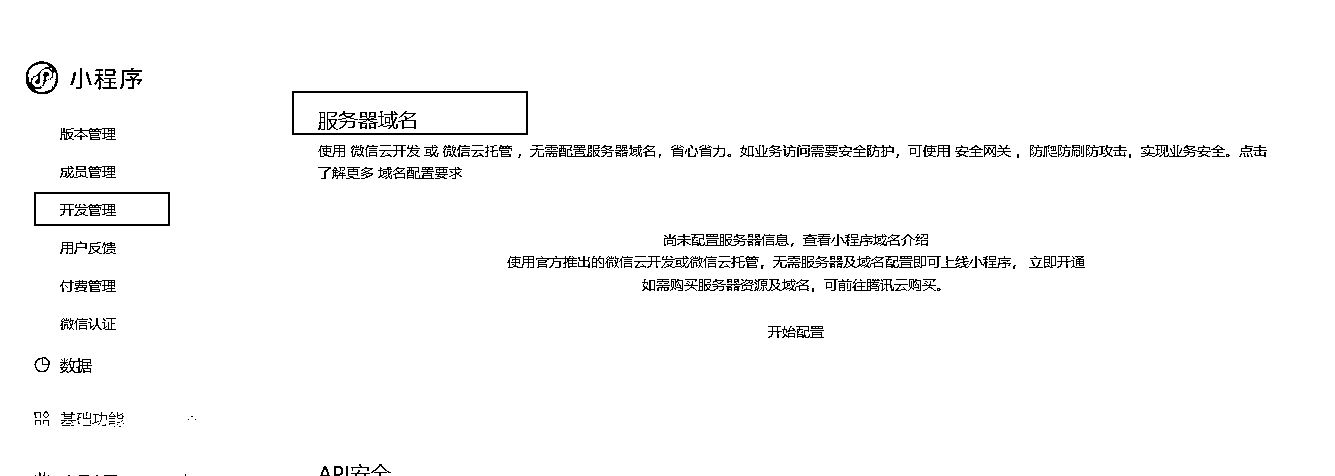 小程序
版本管理
成员管理
开发管理
用户反馈
付费管理
微信认证
数据
基础功能
服务器域名
使用 微信云开发 或 微信云托管 ，无需配置服务器域名，省心省力。如业务访问需要安全防护，可使用 安全网关 ，防爬防刷防攻击，实现业务安全。点击
了解更多 域名配置要求
尚未配置服务器信息，查看小程序域名介绍
使用官方推出的微信云开发或微信云托管，无需服务器及域名配置即可上线小程序， 立即开通
如需购买服务器资源及域名，可前往腾讯云购买。
开始配置
API安全